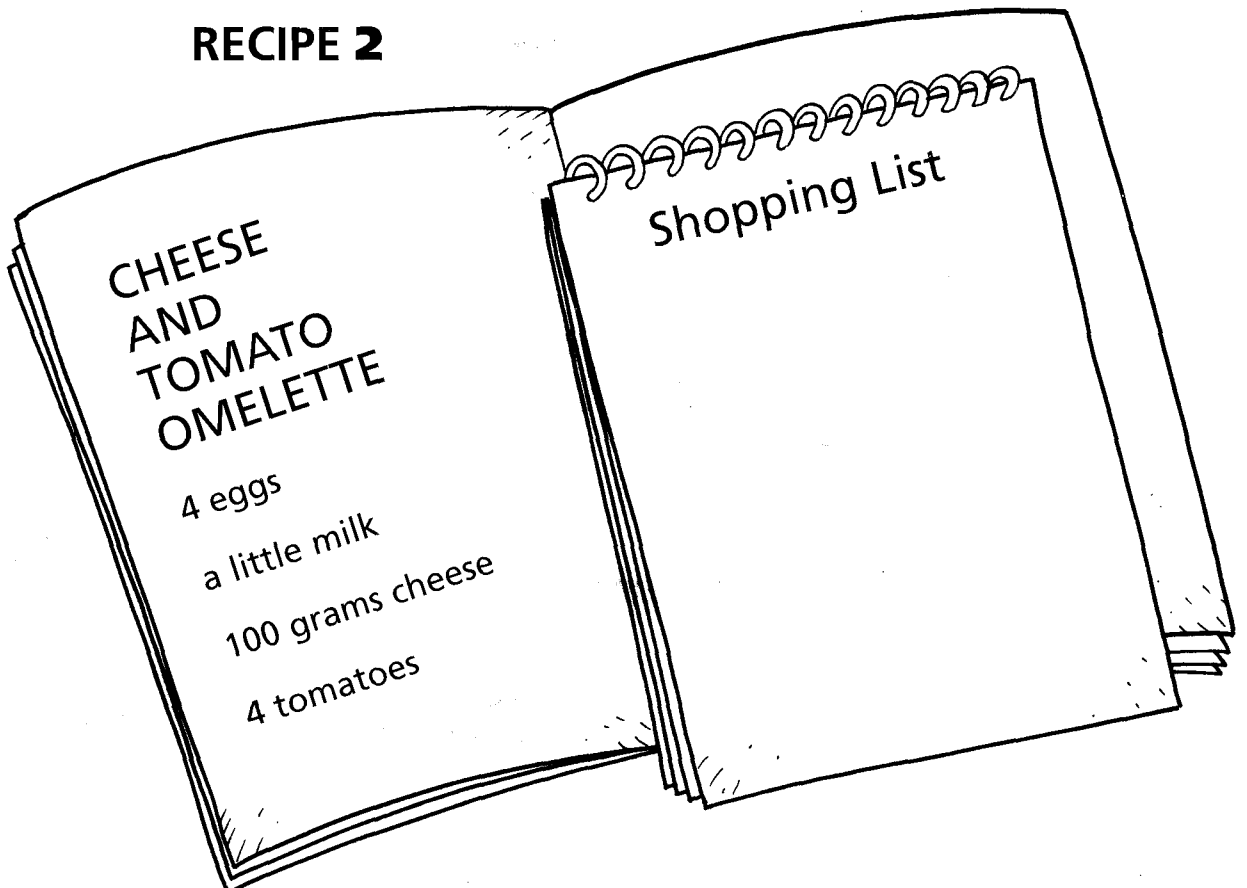 RECIPE 2
CHEESE
AND
TOMATO
OMELETTE
4 eggs
a little milk
100 grams cheese
4 tomatoes
Shopping List